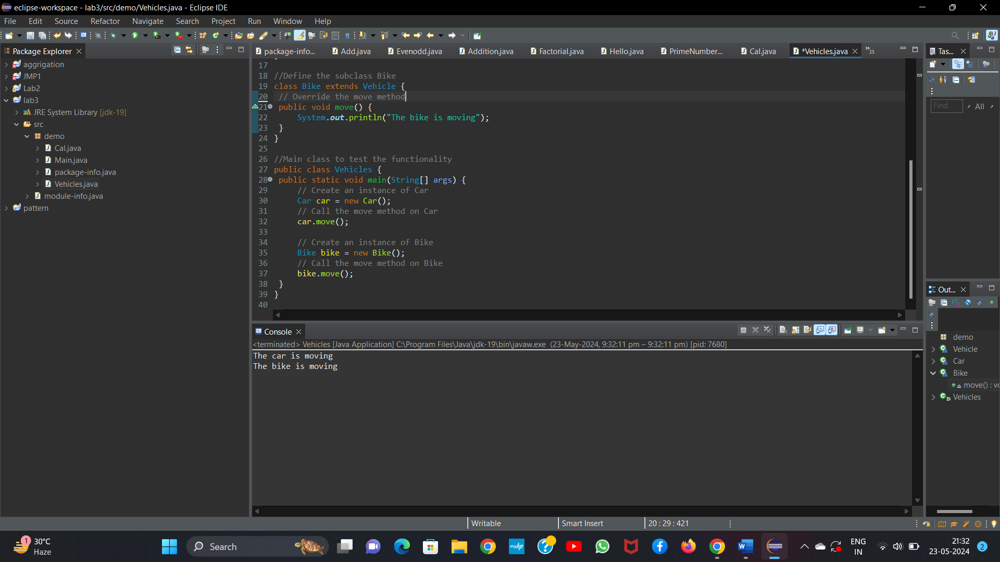 eclipse-workspace - lab3/src/demo/Vehicles.java - Eclipse IDE
File Edit Source Refactor Navigate Search Project Run Window Help
Package Explorer
aggrigation
JMP1
Lab2
lab3
JRE System Library [jdk-19]
src
demo
Cal.java
Main.java
package-info.java
Vehicles.java
module-info.java
pattern
package-info... Add.java Evenodd.java Addition.java Factorial.java Hello.java PrimeNumber... Cal.java *Vehicles.java »35
17
18 //Define the subclass Bike
19 class Bike extends Vehicle {
20 // Override the move method
21 public void move() {
22 System.out.println("The bike is moving");
23 }
24 }
25
26 //Main class to test the functionality
27 public class Vehicles {
28 public static void main(String[] args) {
29 // Create an instance of Car
30 Car car = new Car();
31 // Call the move method on Car
32 car.move();
33
34 // Create an instance of Bike
35 Bike bike = new Bike();
36 // Call the move method on Bike
37 bike.move();
38 }
39 }
40
Console
<terminated> Vehicles [Java Application] C:\Program Files\Java\jdk-19\bin\javaw.exe (23-May-2024, 9:32:11 pm – 9:32:11 pm) [pid: 7680]
The car is moving
The bike is moving
Tas...
Find All
Out...
demo
Vehicle
Car
Bike
move() : vo
Vehicles
Writable Smart Insert 20 : 29 : 421
1 30°C
Haze
Search
myhp
ENG
IN
21:32
23-05-2024
2